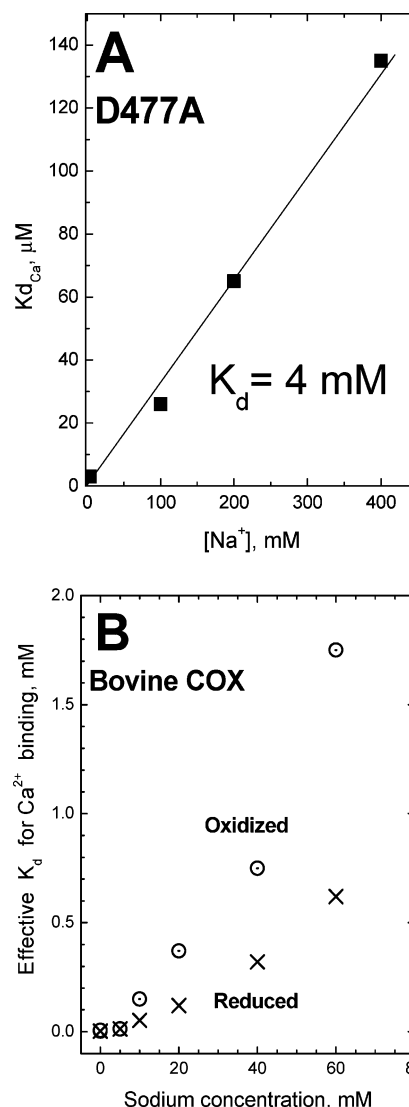 A
D477A
140
120
100
80
60
40
20
0
Kd_Ca, μM
K_d = 4 mM
0 100 200 300 400
[Na⁺], mM
B
Bovine COX
2.0
1.5
1.0
0.5
0.0
Effective K_d for Ca²⁺ binding, mM
Oxidized
Reduced
0 20 40 60 8
Sodium concentration, mM